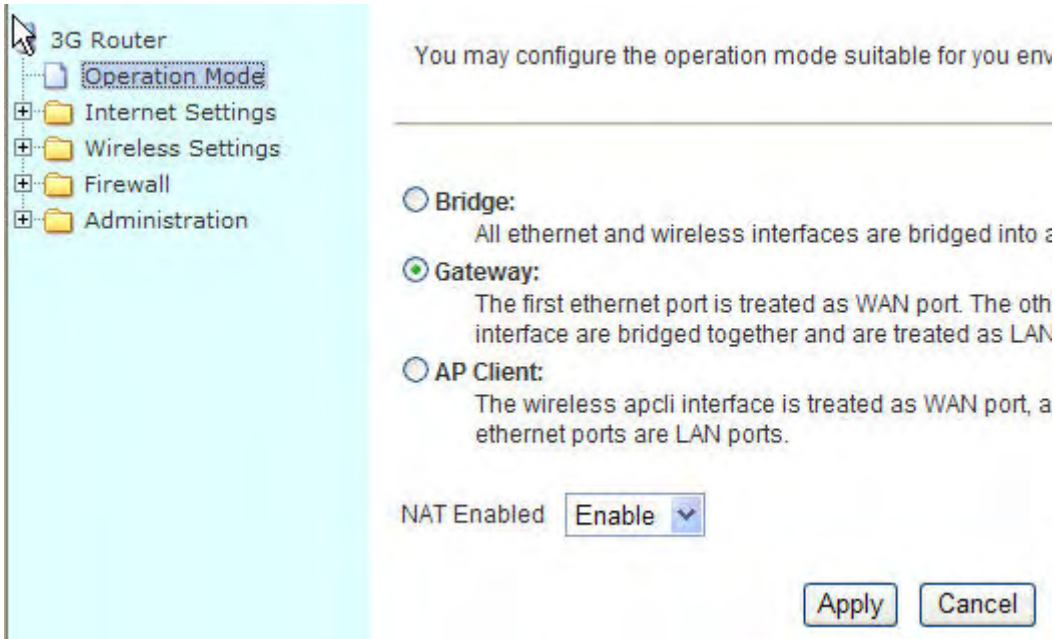 3G Router
Operation Mode
Internet Settings
Wireless Settings
Firewall
Administration
You may configure the operation mode suitable for you
Bridge:
All ethernet and wireless interfaces are bridged into
Gateway:
The first ethernet port is treated as WAN port. The
interface are bridged together and are treated as LAN
AP Client:
The wireless apcli interface is treated as WAN port,
ethernet ports are LAN ports.
NAT Enabled Enable
Apply Cancel